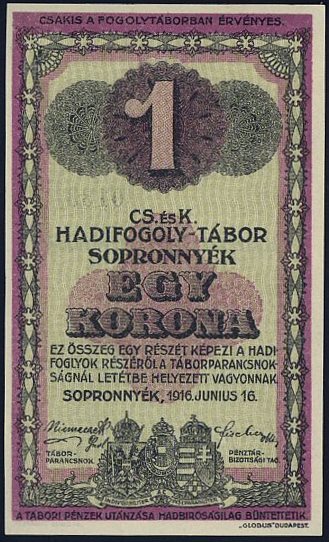 CSAKIS A FOGOLYTÁBORBAN ÉRVÉNYES.
1
CS. ÉS K.
HADIFOGOLY-TÁBOR
SOPRONNYÉK
EGY
KORONA
EZ ÖSSZEG EGY RÉSZÉT KÉPEZI A HADI
FOGLYOK RÉSZÉRŐL A TÁBORPARANCSNOK-
SÁGNÁL LETÉTBE HELYEZETT VAGYONNAK
SOPRONNYÉK, 1916. JUNIUS 16.
TÁBOR-
PARANCSNOK.
PÉNZTÁR-
BIZOTTSÁGI TAG.
A TÁBORI PÉNZEK UTÁNZÁSA HADBIRÓSÁGILAG BÜNTETTETIK.
„GLOBUS" BUDAPEST.